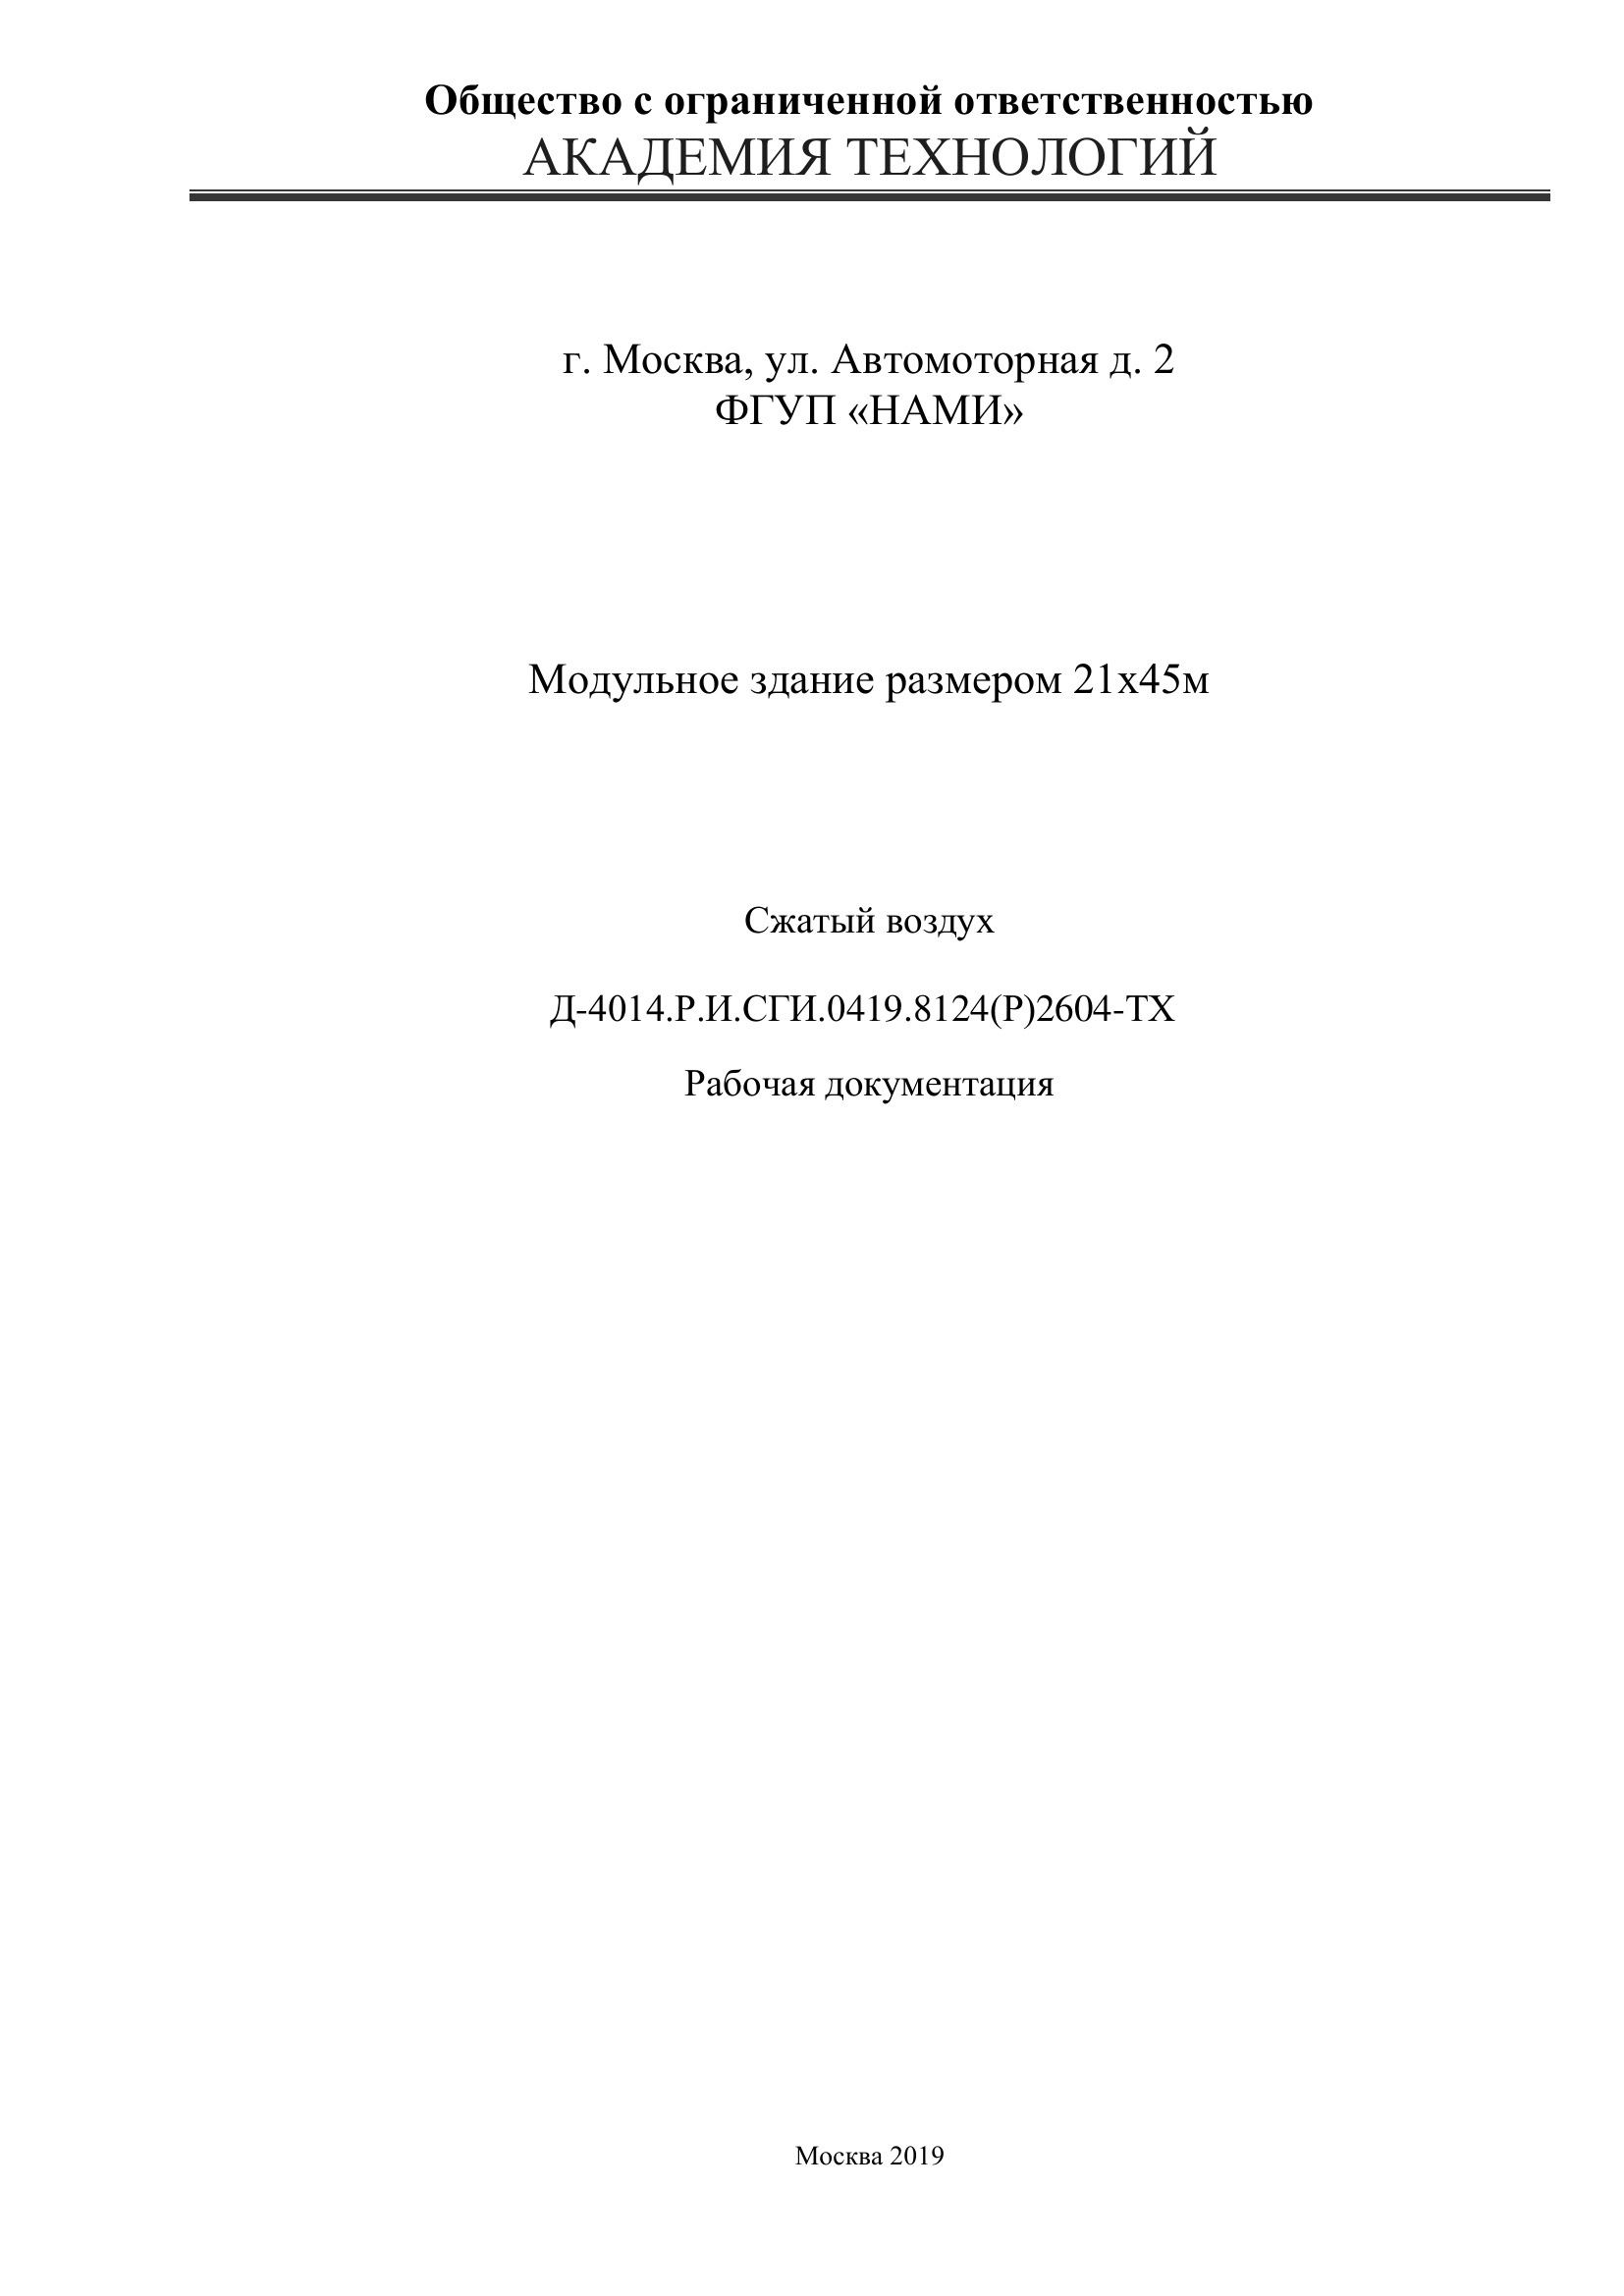 Общество с ограниченной ответственностью
АКАДЕМИЯ ТЕХНОЛОГИЙ
г. Москва, ул. Автомоторная д. 2
ФГУП «НАМИ»
Модульное здание размером 21х45м
Сжатый воздух
Д-4014.Р.И.СГИ.0419.8124(Р)2604-ТХ
Рабочая документация
Москва 2019